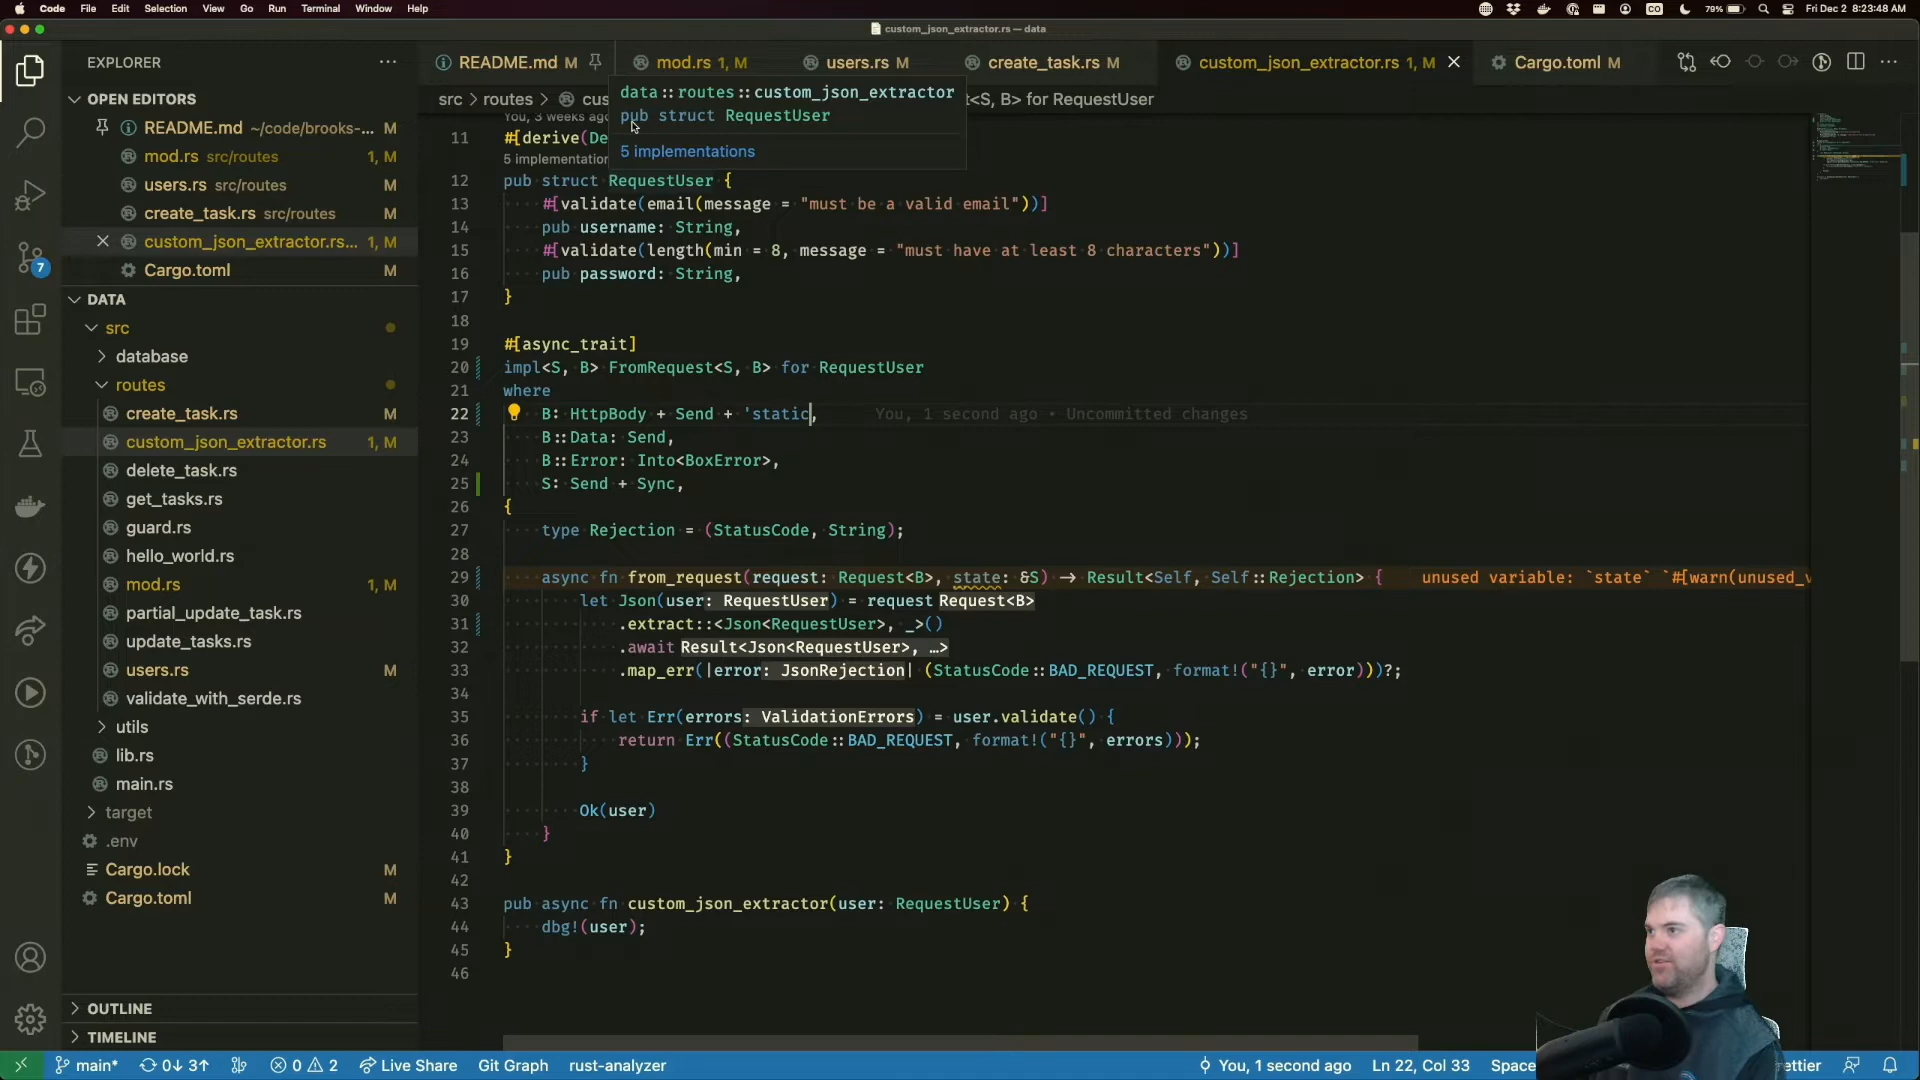 Code File Edit Selection View Go Run Terminal Window Help
CO 79% Fri Dec 2 8:23:48 AM
custom_json_extractor.rs — data
EXPLORER
README.md M
mod.rs 1, M
users.rs M
create_task.rs M
custom_json_extractor.rs 1, M
Cargo.toml M
src > routes > cus
t<S, B> for RequestUser
data::routes::custom_json_extractor
pub struct RequestUser
5 implementations
OPEN EDITORS
README.md ~/code/brooks-... M
mod.rs src/routes 1, M
users.rs src/routes M
create_task.rs src/routes M
custom_json_extractor.rs... 1, M
Cargo.toml M
DATA
src
database
routes
create_task.rs M
custom_json_extractor.rs 1, M
delete_task.rs
get_tasks.rs
guard.rs
hello_world.rs
mod.rs 1, M
partial_update_task.rs
update_tasks.rs
users.rs M
validate_with_serde.rs
utils
lib.rs
main.rs
target
.env
Cargo.lock M
Cargo.toml M
OUTLINE
TIMELINE
7
You, 3 weeks ago
11 #[derive(De
5 implementation
12 pub struct RequestUser {
13 #[validate(email(message = "must be a valid email"))]
14 pub username: String,
15 #[validate(length(min = 8, message = "must have at least 8 characters"))]
16 pub password: String,
17 }
18
19 #[async_trait]
20 impl<S, B> FromRequest<S, B> for RequestUser
21 where
22 B: HttpBody + Send + 'static, You, 1 second ago • Uncommitted changes
23 B::Data: Send,
24 B::Error: Into<BoxError>,
25 S: Send + Sync,
26 {
27 type Rejection = (StatusCode, String);
28
29 async fn from_request(request: Request<B>, state: &S) -> Result<Self, Self::Rejection> { unused variable: `state` `#[warn(unused_v
30 let Json(user: RequestUser) = request Request<B>
31 .extract::<Json<RequestUser>, _>()
32 .await Result<Json<RequestUser>, …>
33 .map_err(|error: JsonRejection| (StatusCode::BAD_REQUEST, format!("{}", error)))?;
34
35 if let Err(errors: ValidationErrors) = user.validate() {
36 return Err((StatusCode::BAD_REQUEST, format!("{}", errors)));
37 }
38
39 Ok(user)
40 }
41 }
42
43 pub async fn custom_json_extractor(user: RequestUser) {
44 dbg!(user);
45 }
46
main* 0↓ 3↑ 0 2 Live Share Git Graph rust-analyzer
You, 1 second ago Ln 22, Col 33 Space ettier